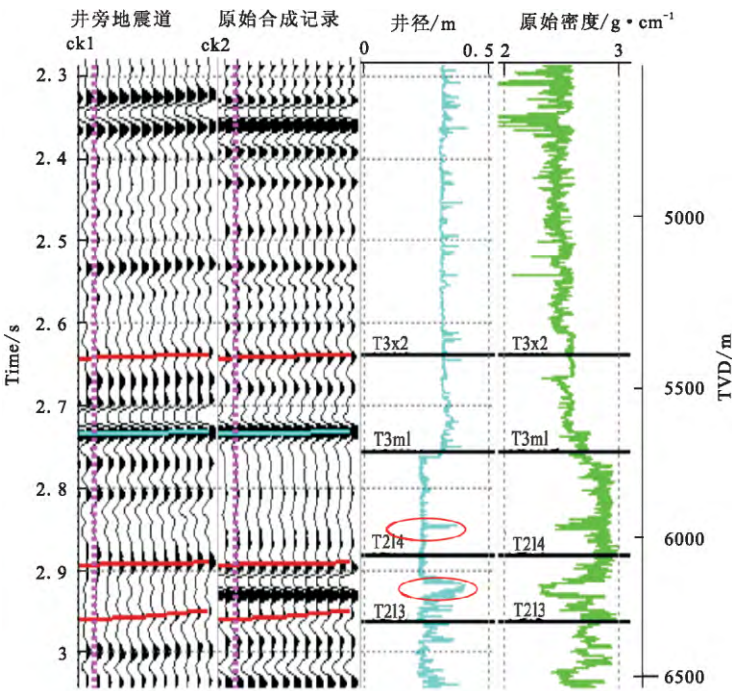 井旁地震道
原始合成记录
井径/m
原始密度/g·cm⁻¹
ck1
ck2
0
0.5
2
3
2.3
2.4
2.5
2.6
2.7
2.8
2.9
3
Time/s
T3x2
T3ml
T2l4
T2l3
T3x2
T3ml
T2l4
T2l3
5000
5500
6000
6500
TVD/m